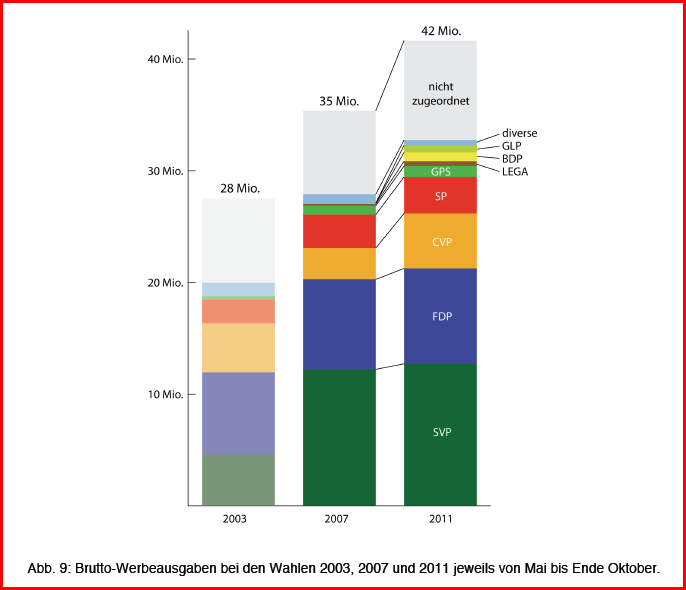 42 Mio.
40 Mio.
nicht
zugeordnet
35 Mio.
diverse
GLP
BDP
LEGA
30 Mio.
GPS
28 Mio.
SP
CVP
20 Mio.
FDP
10 Mio.
SVP
2003
2007
2011
Abb. 9: Brutto-Werbeausgaben bei den Wahlen 2003, 2007 und 2011 jeweils von Mai bis Ende Oktober.